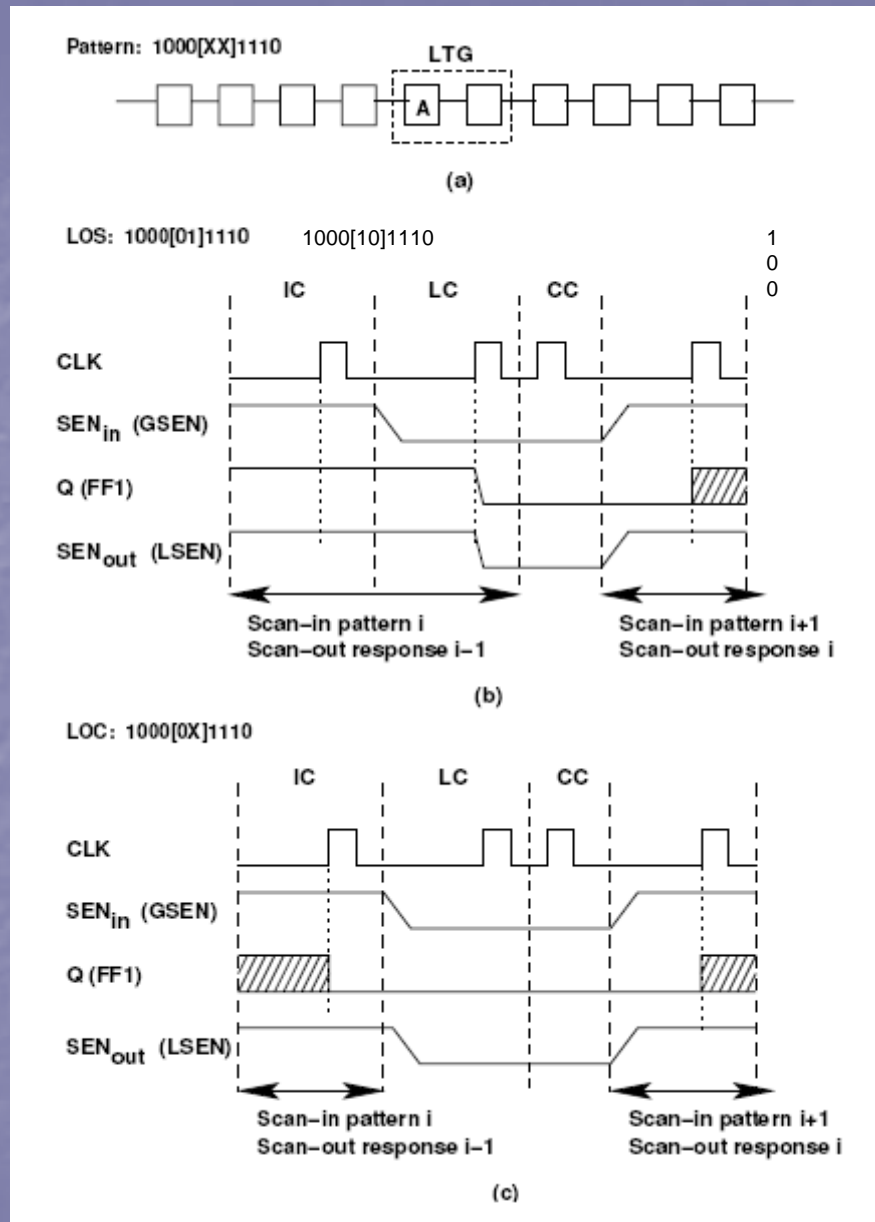 Pattern: 1000[XX]1110
LTG
A
(a)
LOS: 1000[01]1110 1000[10]1110
1
0
0
IC LC CC
CLK
SENin (GSEN)
Q (FF1)
SENout (LSEN)
Scan-in pattern i Scan-in pattern i+1
Scan-out response i-1 Scan-out response i
(b)
LOC: 1000[0X]1110
IC LC CC
CLK
SENin (GSEN)
Q (FF1)
SENout (LSEN)
Scan-in pattern i Scan-in pattern i+1
Scan-out response i-1 Scan-out response i
(c)